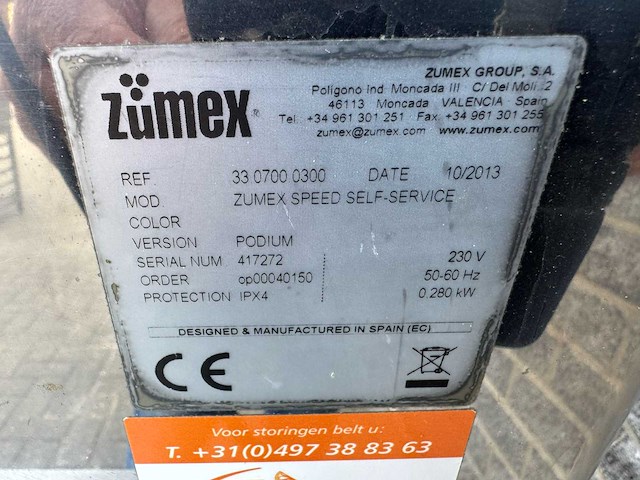 zümex®
ZUMEX GROUP, S.A.
Poligono Ind. Moncada III C/ Del Molí 2
46113 Moncada VALENCIA Spain
Tel. +34 961 301 251 Fax. +34 961 301 255
zumex@zumex.com www.zumex.com
REF. 33.0700.0300 DATE 10/2013
MOD. ZUMEX SPEED SELF-SERVICE
COLOR
VERSION PODIUM
SERIAL NUM 417272 230 V
ORDER cp00040150 50-60 Hz
PROTECTION IPX4 0.280 kW
DESIGNED & MANUFACTURED IN SPAIN (EC)
CE
Voor storingen belt u:
T. +31(0)497 38 83 63